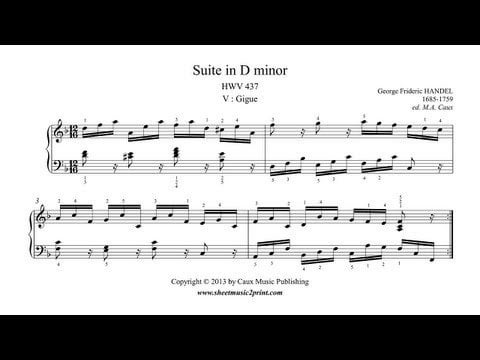 Suite in D minor
HWV 437
V : Gigue
George Frideric HANDEL
1685-1759
ed. M.A. Caux
3
Copyright © 2013 by Caux Music Publishing
www.sheetmusic2print.com